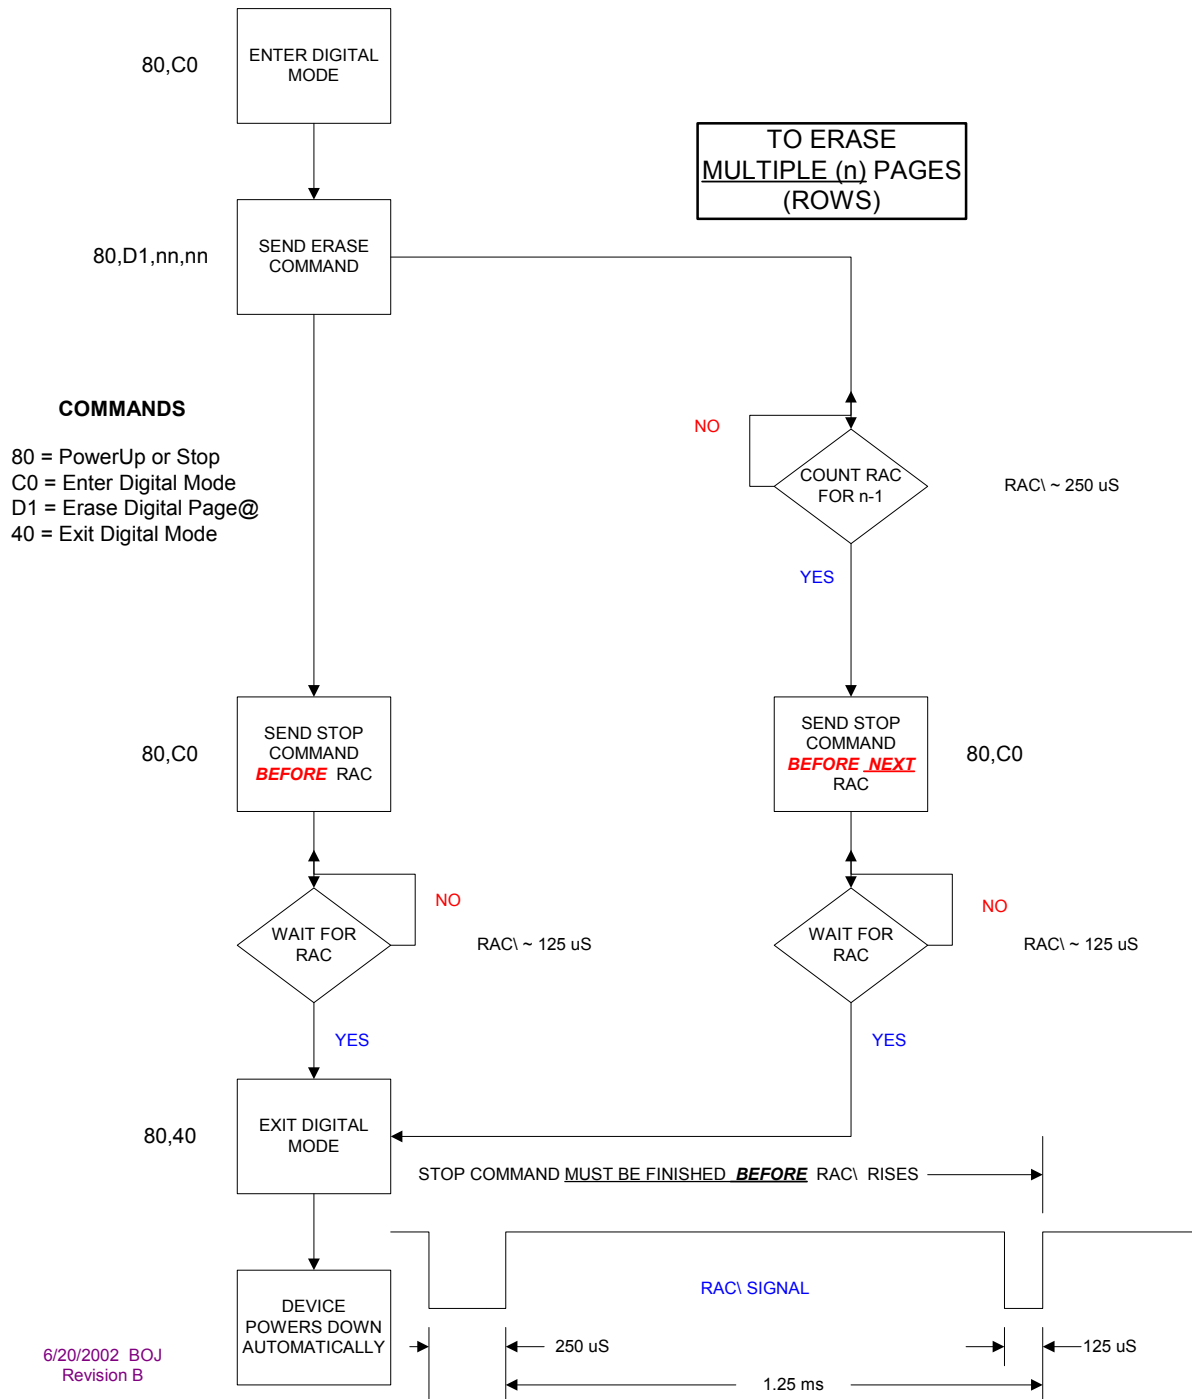 80,C0
ENTER DIGITAL
MODE
TO ERASE
MULTIPLE (n) PAGES
(ROWS)
80,D1,nn,nn
SEND ERASE
COMMAND
COMMANDS
80 = PowerUp or Stop
C0 = Enter Digital Mode
D1 = Erase Digital Page@
40 = Exit Digital Mode
NO
COUNT RAC
FOR n-1
RAC\ ~ 250 uS
YES
80,C0
SEND STOP
COMMAND
BEFORE RAC
SEND STOP
COMMAND
BEFORE NEXT
RAC
80,C0
WAIT FOR
RAC
NO
RAC\ ~ 125 uS
YES
WAIT FOR
RAC
NO
RAC\ ~ 125 uS
YES
80,40
EXIT DIGITAL
MODE
STOP COMMAND MUST BE FINISHED BEFORE RAC\ RISES
DEVICE
POWERS DOWN
AUTOMATICALLY
RAC\ SIGNAL
250 uS
125 uS
1.25 ms
6/20/2002 BOJ
Revision B